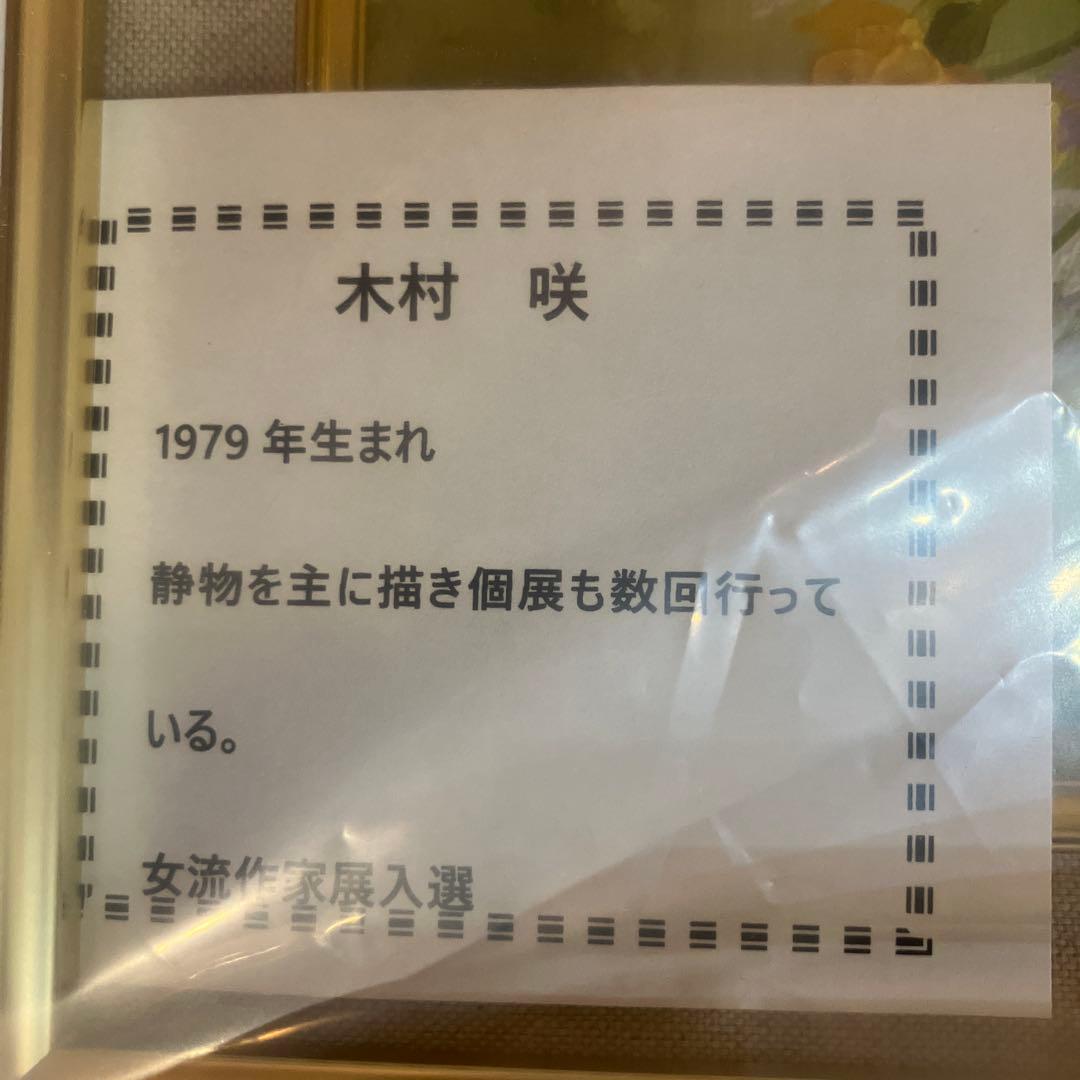 木村　咲
1979 年生まれ
静物を主に描き個展も数回行って
いる。
女流作家展入選